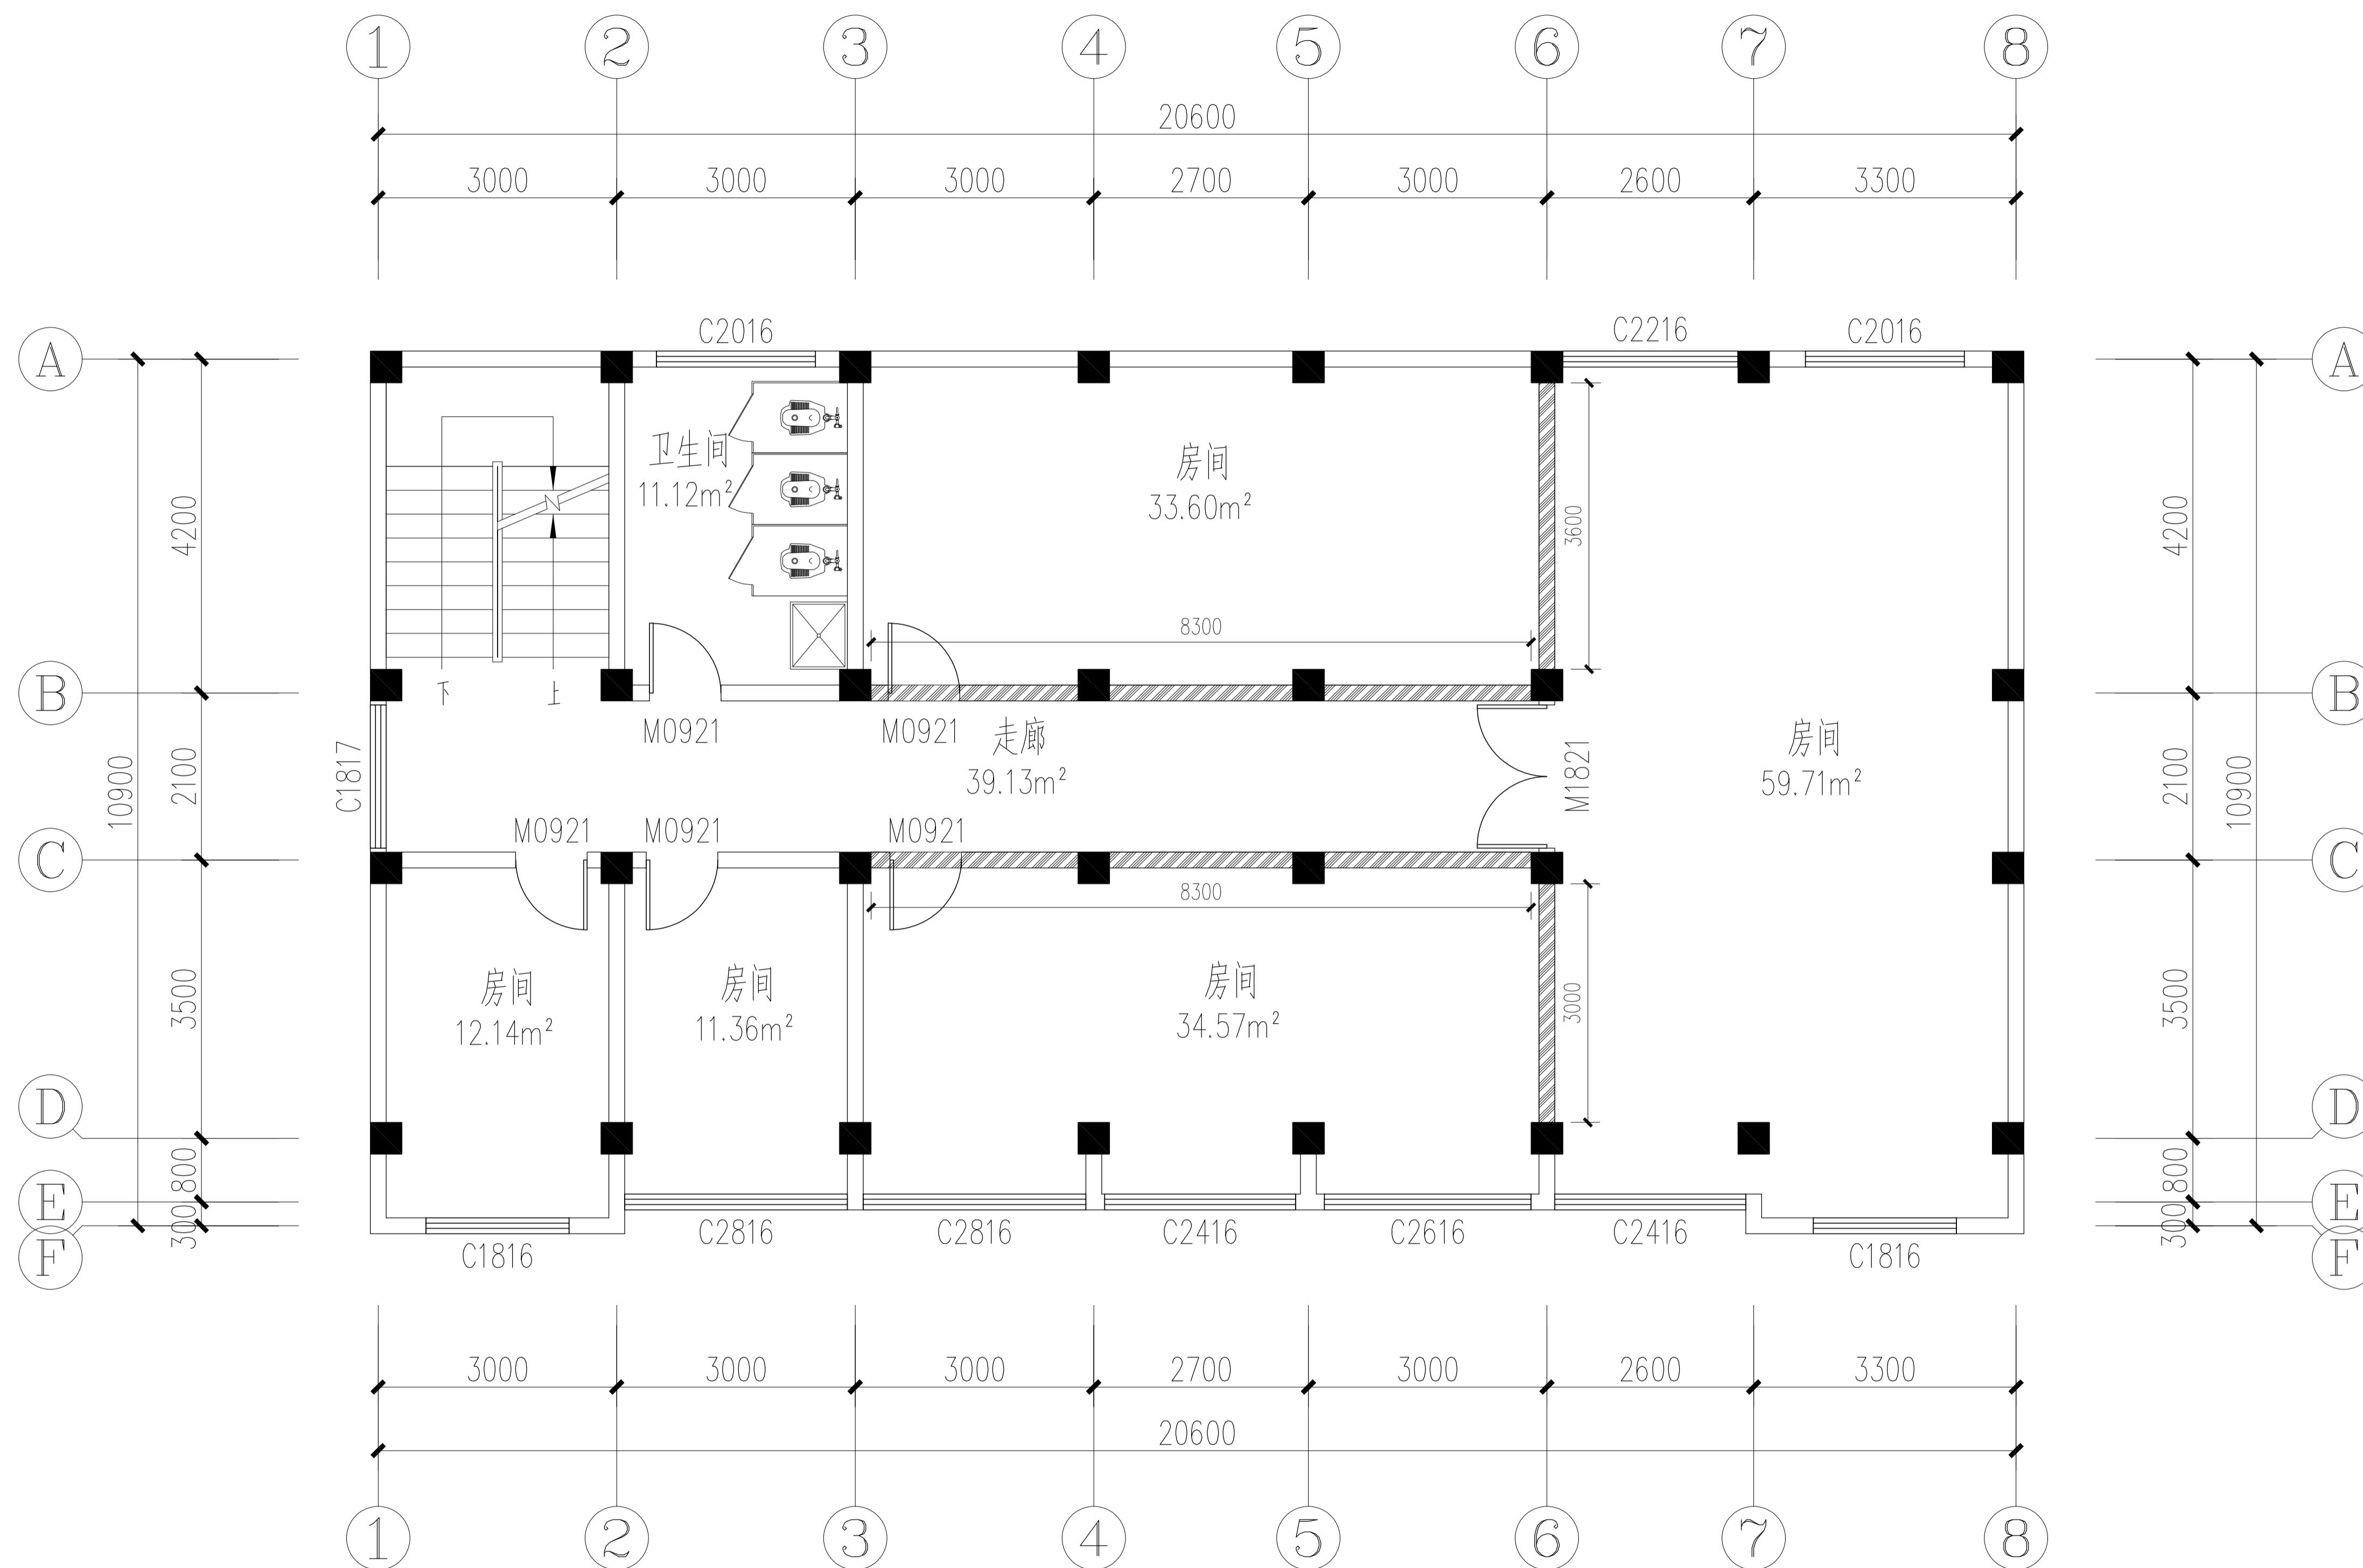 1 2 3 4 5 6 7 8
20600
3000 3000 3000 2700 3000 2600 3300
C2016 C2216 C2016
A A
卫生间
11.12m²
房间
33.60m²
4200 3600 4200
8300
B 下 上 B
M0921 M0921
走廊
39.13m²
M1821
房间
59.71m²
10900 2100 C1817 2100 10900
M0921 M0921 M0921
C C
8300
房间
12.14m²
房间
11.36m²
房间
34.57m²
3500 3000 3500
D D
800 800
E E
300 300
F F
C2816 C2816 C2416 C2616 C2416
C1816 C1816
3000 3000 3000 2700 3000 2600 3300
20600
1 2 3 4 5 6 7 8